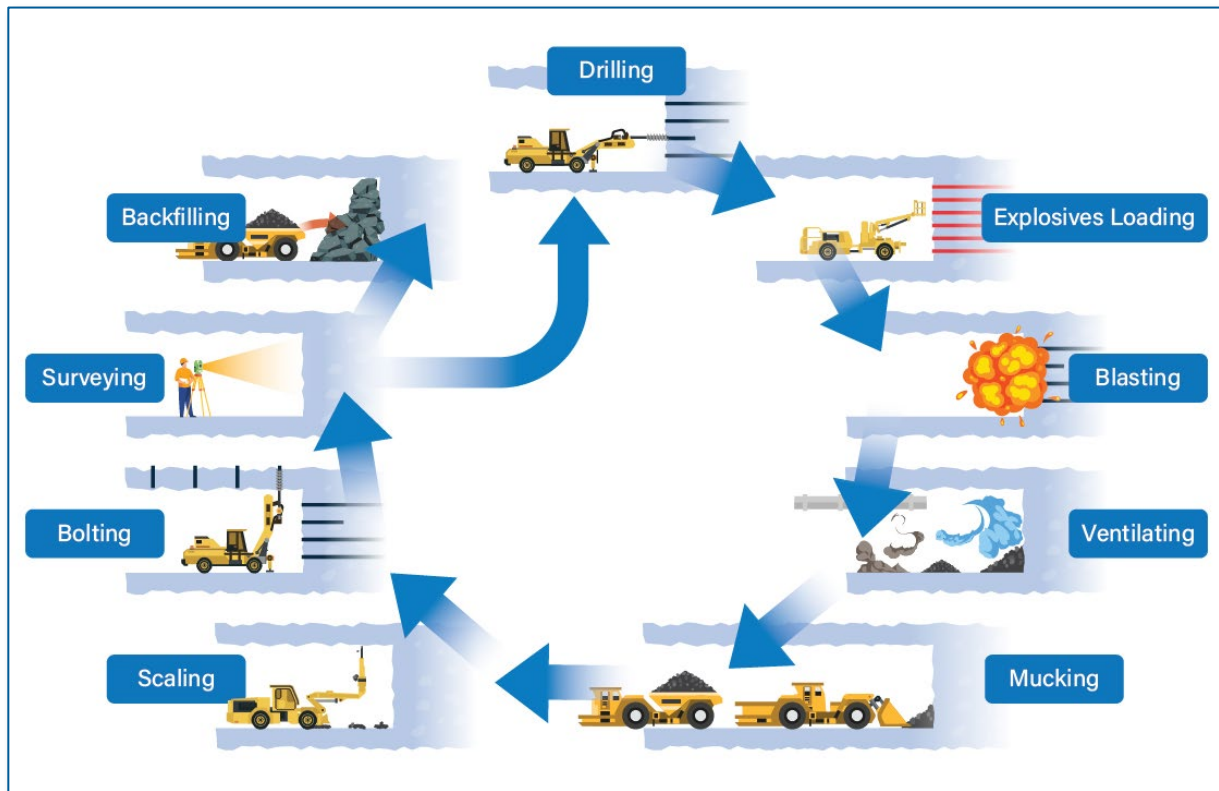 Drilling
Explosives Loading
Blasting
Ventilating
Mucking
Scaling
Bolting
Surveying
Backfilling